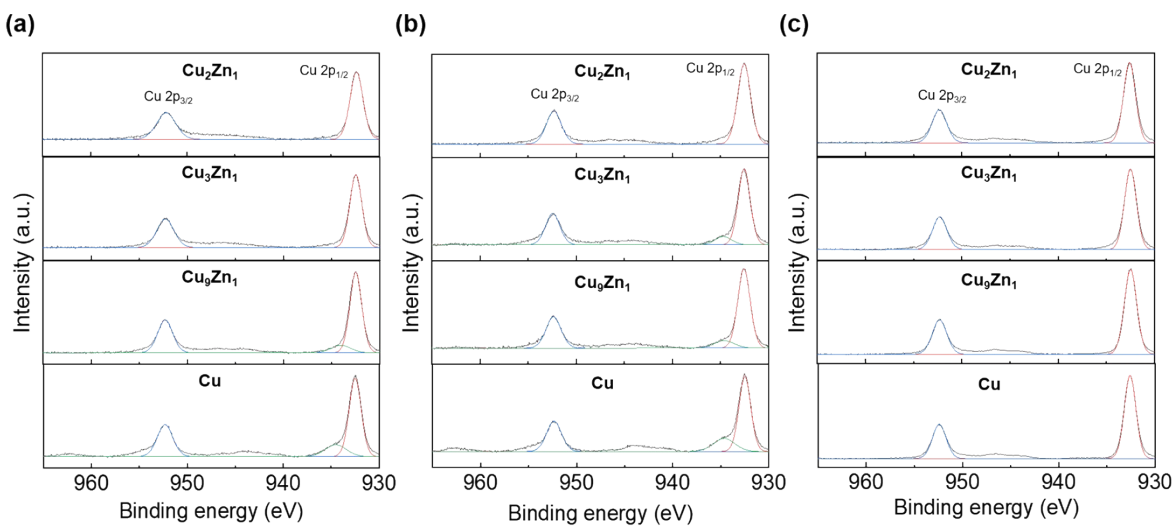 (a)
Cu₂Zn₁
Cu 2p₁/₂
Cu 2p₃/₂
Cu₃Zn₁
Cu₉Zn₁
Cu
Intensity (a.u.)
960 950 940 930
Binding energy (eV)
(b)
Cu₂Zn₁
Cu 2p₁/₂
Cu 2p₃/₂
Cu₃Zn₁
Cu₉Zn₁
Cu
Intensity (a.u.)
960 950 940 930
Binding energy (eV)
(c)
Cu₂Zn₁
Cu 2p₁/₂
Cu 2p₃/₂
Cu₃Zn₁
Cu₉Zn₁
Cu
Intensity (a.u.)
960 950 940 930
Binding energy (eV)